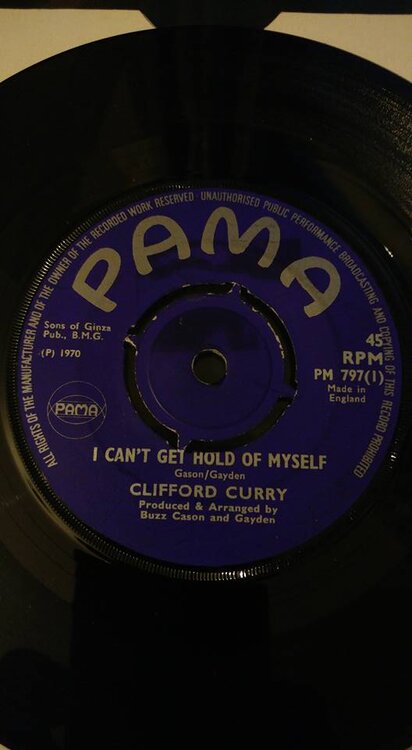 ALL RIGHTS OF THE MANUFACTURER AND OF THE OWNER OF THE RECORDED WORK RESERVED · UNAUTHORISED PUBLIC PERFORMANCE BROADCASTING AND COPYING OF THIS RECORD PROHIBITED
PAMA
Sons of Ginza
Pub., B.M.G.
(P) 1970
45
RPM
PM 797(1)
Made in
England
PAMA
I CAN'T GET HOLD OF MYSELF
Gason/Gayden
CLIFFORD CURRY
Produced & Arranged by
Buzz Cason and Gayden